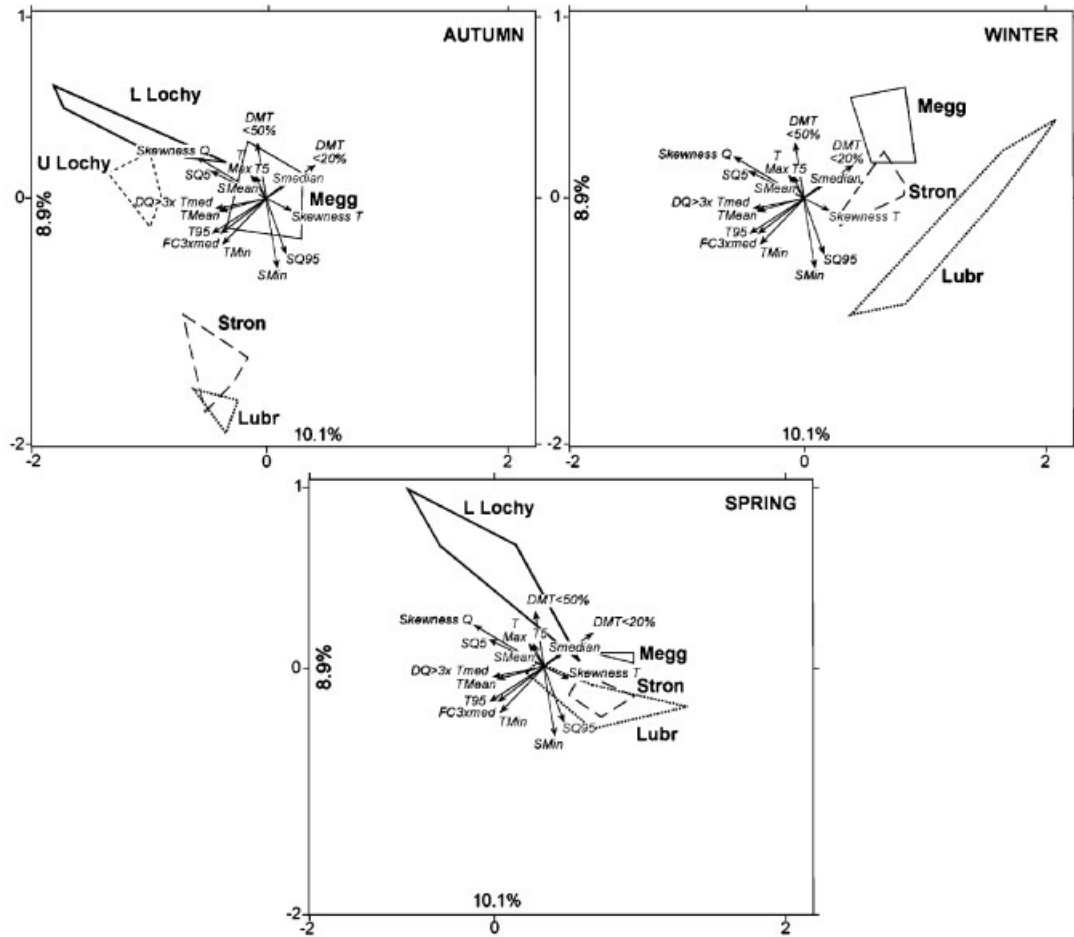 1
AUTUMN
L Lochy
DMT
<50%
DMT
<20%
U Lochy
Skewness Q
T
SQ5
Max T5
Smedian
SMean
Megg
0
DQ>3x Tmed
TMean
Skewness T
T95
FC3xmed
TMin
SQ95
SMin
8.9%
Stron
Lubr
10.1%
-2
-2
0
2
1
WINTER
Megg
DMT
<50%
DMT
<20%
Skewness Q
T
SQ5
Max T5
Smedian
SMean
Stron
0
DQ>3x Tmed
TMean
Skewness T
T95
FC3xmed
TMin
SQ95
SMin
8.9%
Lubr
10.1%
-2
-2
0
2
1
SPRING
L Lochy
DMT<50%
Skewness Q
T
DMT<20%
SQ5
Max
T5
Smedian
SMean
Megg
0
DQ>3x Tmed
TMean
Skewness T
Stron
T95
FC3xmed
TMin
SQ95
SMin
Lubr
8.9%
10.1%
-2
-2
0
2